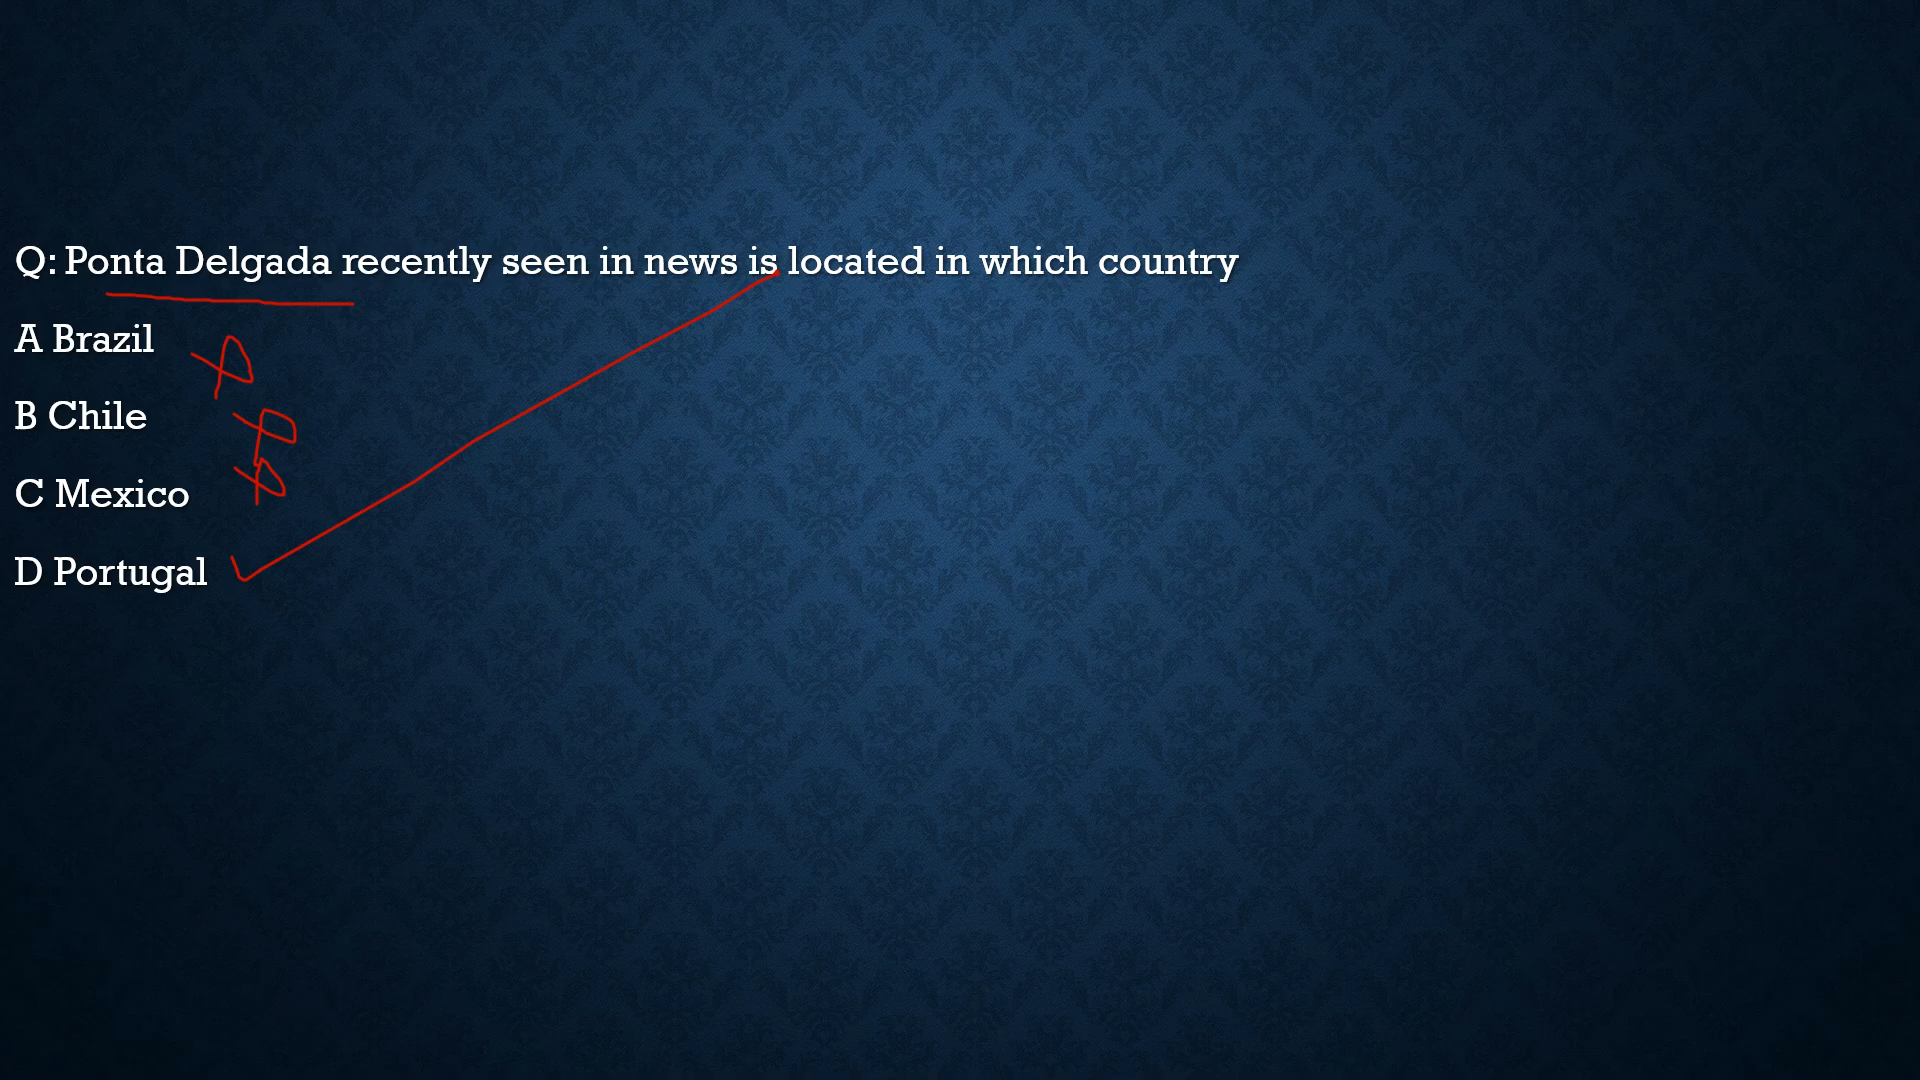 Q: Ponta Delgada recently seen in news is located in which country
A Brazil
B Chile
C Mexico
D Portugal